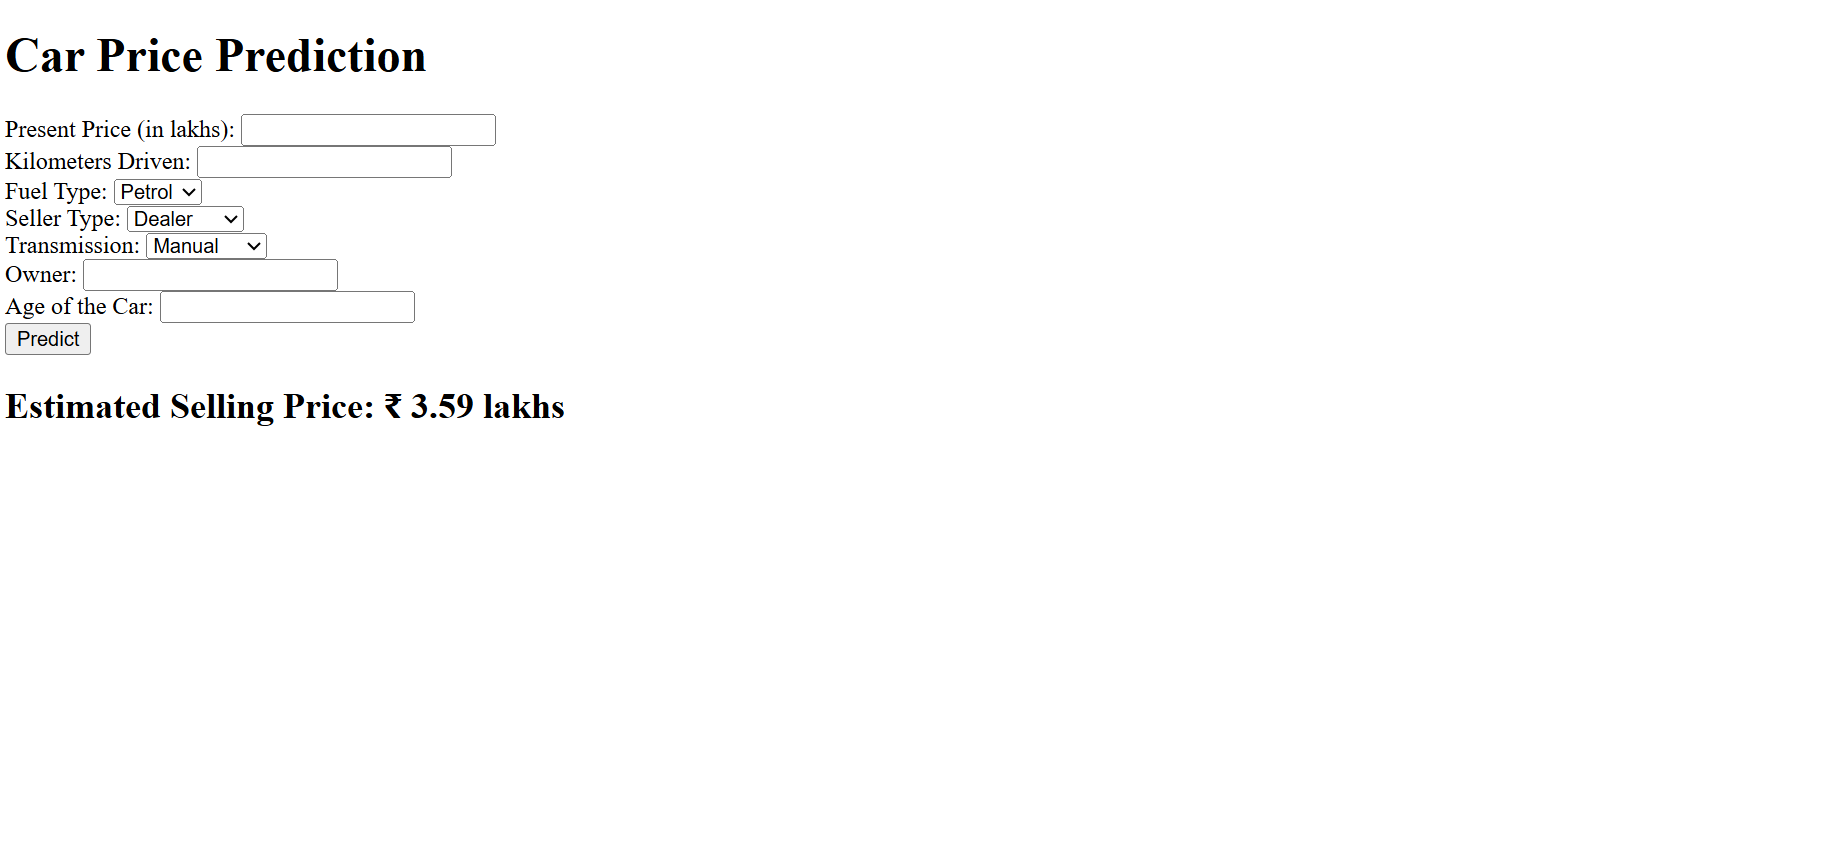 Car Price Prediction
Present Price (in lakhs):
Kilometers Driven:
Fuel Type: Petrol
Seller Type: Dealer
Transmission: Manual
Owner:
Age of the Car:
Predict
Estimated Selling Price: ₹ 3.59 lakhs